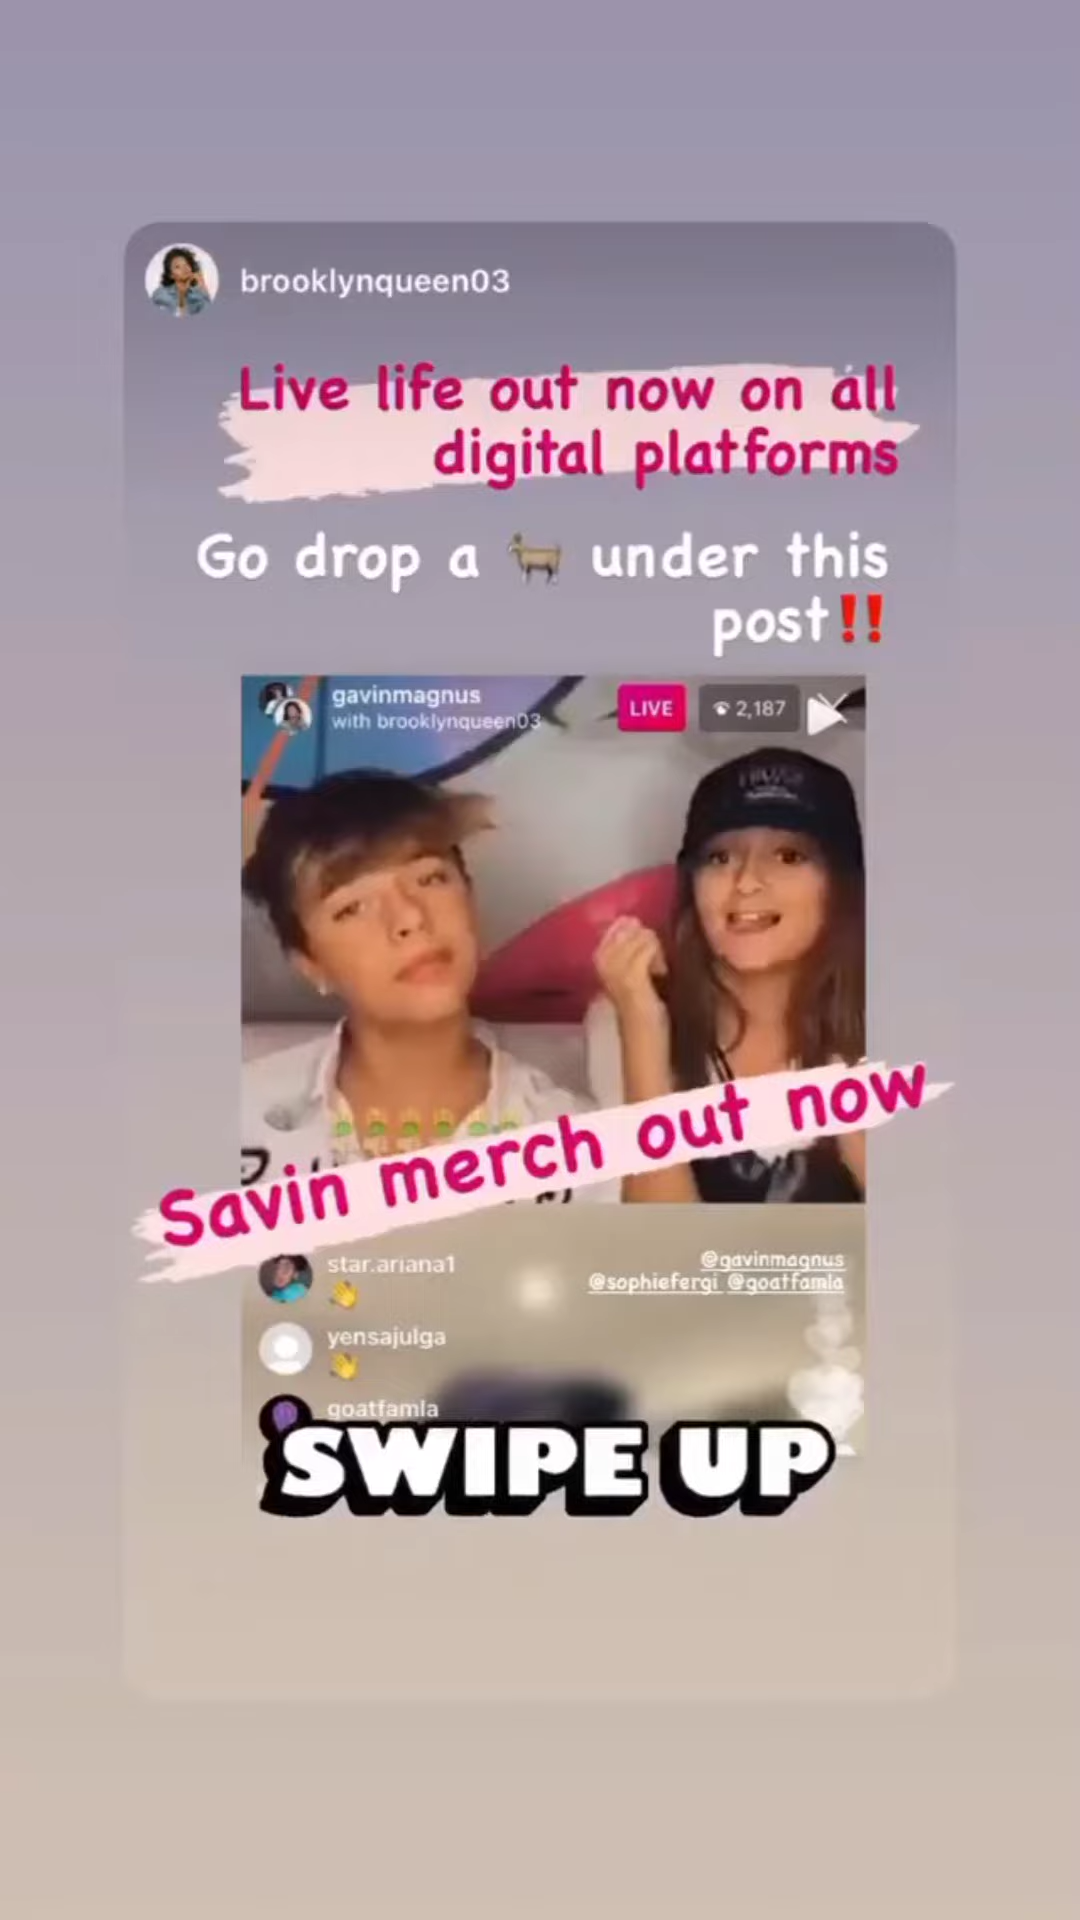 brooklynqueen03
Live life out now on all
digital platforms
Go drop a 🐐 under this
post‼️
gavinmagnus
with brooklynqueen03
LIVE
2,187
Savin merch out now
star.ariana1
👋
@gavinmagnus
@sophiefergi @goatfamla
yensajulga
👋
goatfamla
SWIPE UP